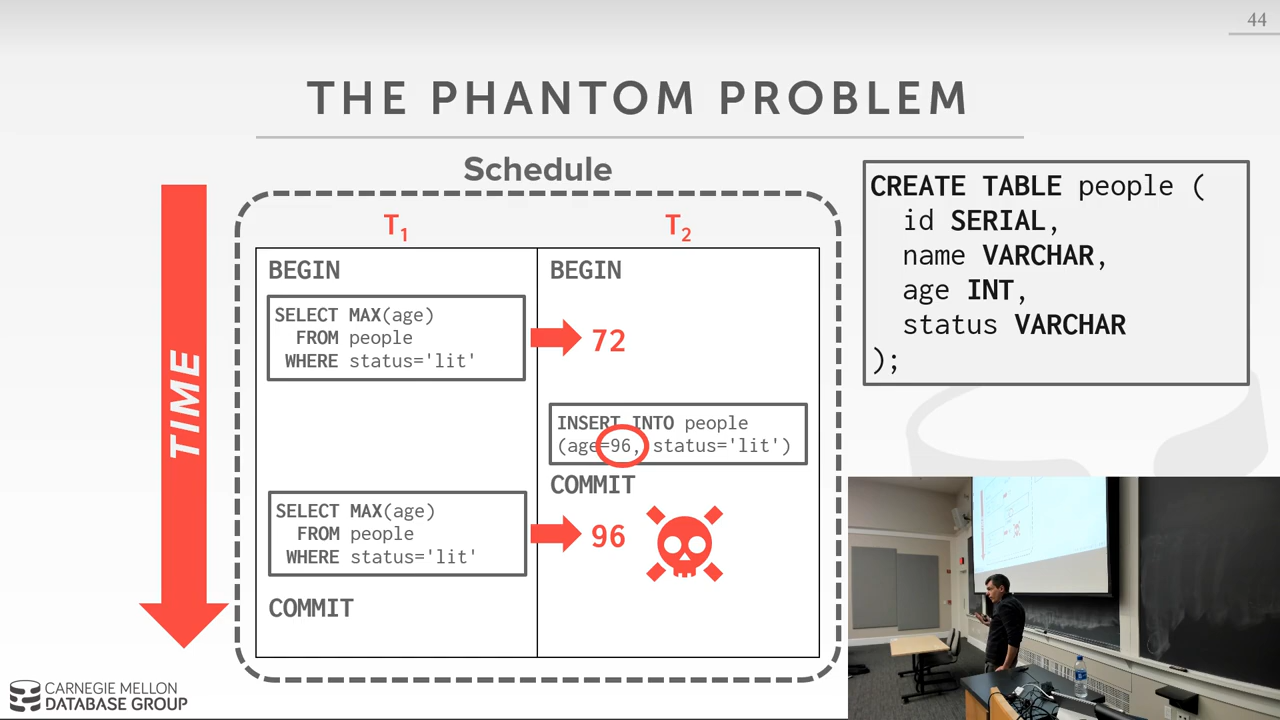 44
THE PHANTOM PROBLEM
Schedule
TIME
T1
T2
BEGIN
BEGIN
SELECT MAX(age)
FROM people
WHERE status='lit'
72
INSERT INTO people
(age=96, status='lit')
COMMIT
SELECT MAX(age)
FROM people
WHERE status='lit'
96
COMMIT
CREATE TABLE people (
id SERIAL,
name VARCHAR,
age INT,
status VARCHAR
);
CARNEGIE MELLON
DATABASE GROUP